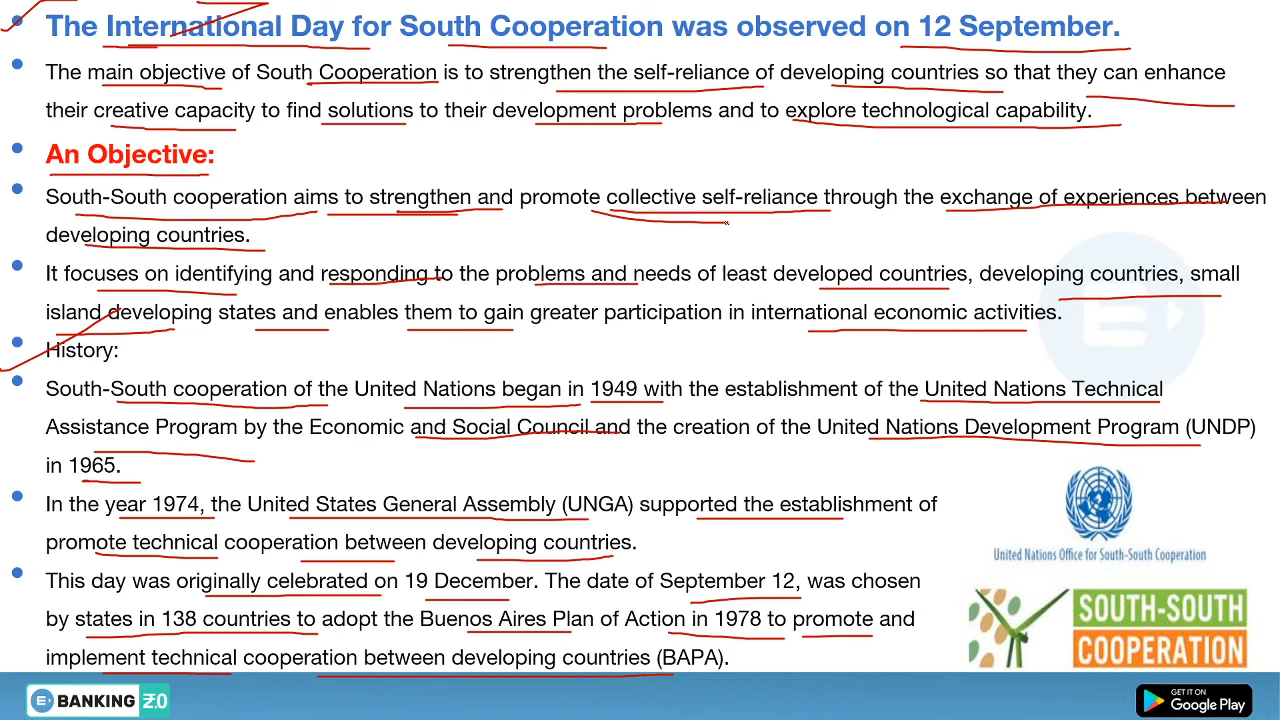 The International Day for South Cooperation was observed on 12 September.
The main objective of South Cooperation is to strengthen the self-reliance of developing countries so that they can enhance
their creative capacity to find solutions to their development problems and to explore technological capability.
An Objective:
South-South cooperation aims to strengthen and promote collective self-reliance through the exchange of experiences between
developing countries.
It focuses on identifying and responding to the problems and needs of least developed countries, developing countries, small
island developing states and enables them to gain greater participation in international economic activities.
History:
South-South cooperation of the United Nations began in 1949 with the establishment of the United Nations Technical
Assistance Program by the Economic and Social Council and the creation of the United Nations Development Program (UNDP)
in 1965.
In the year 1974, the United States General Assembly (UNGA) supported the establishment of
promote technical cooperation between developing countries.
This day was originally celebrated on 19 December. The date of September 12, was chosen
by states in 138 countries to adopt the Buenos Aires Plan of Action in 1978 to promote and
implement technical cooperation between developing countries (BAPA).
United Nations Office for South-South Cooperation
SOUTH-SOUTH
COOPERATION
BANKING ₹.0
GET IT ON
Google Play